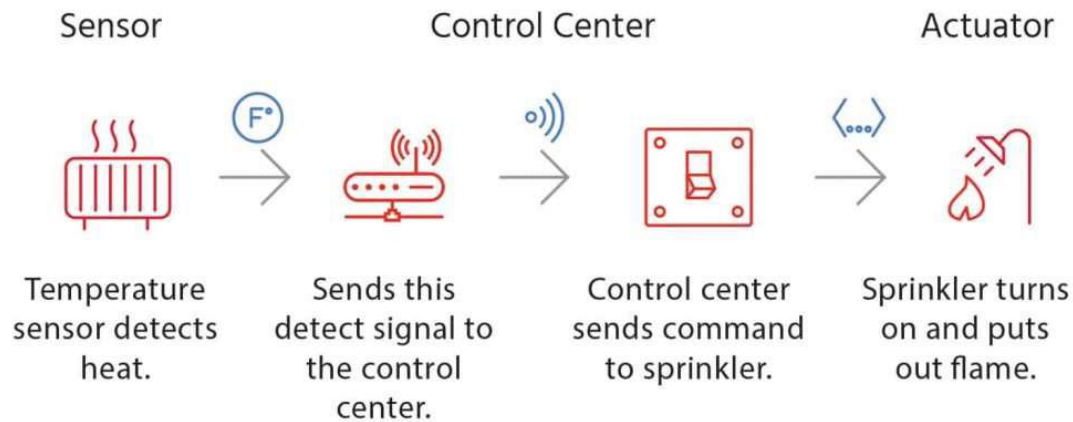 Sensor
Control Center
Actuator
F°
Temperature
sensor detects
heat.
Sends this
detect signal to
the control
center.
Control center
sends command
to sprinkler.
Sprinkler turns
on and puts
out flame.